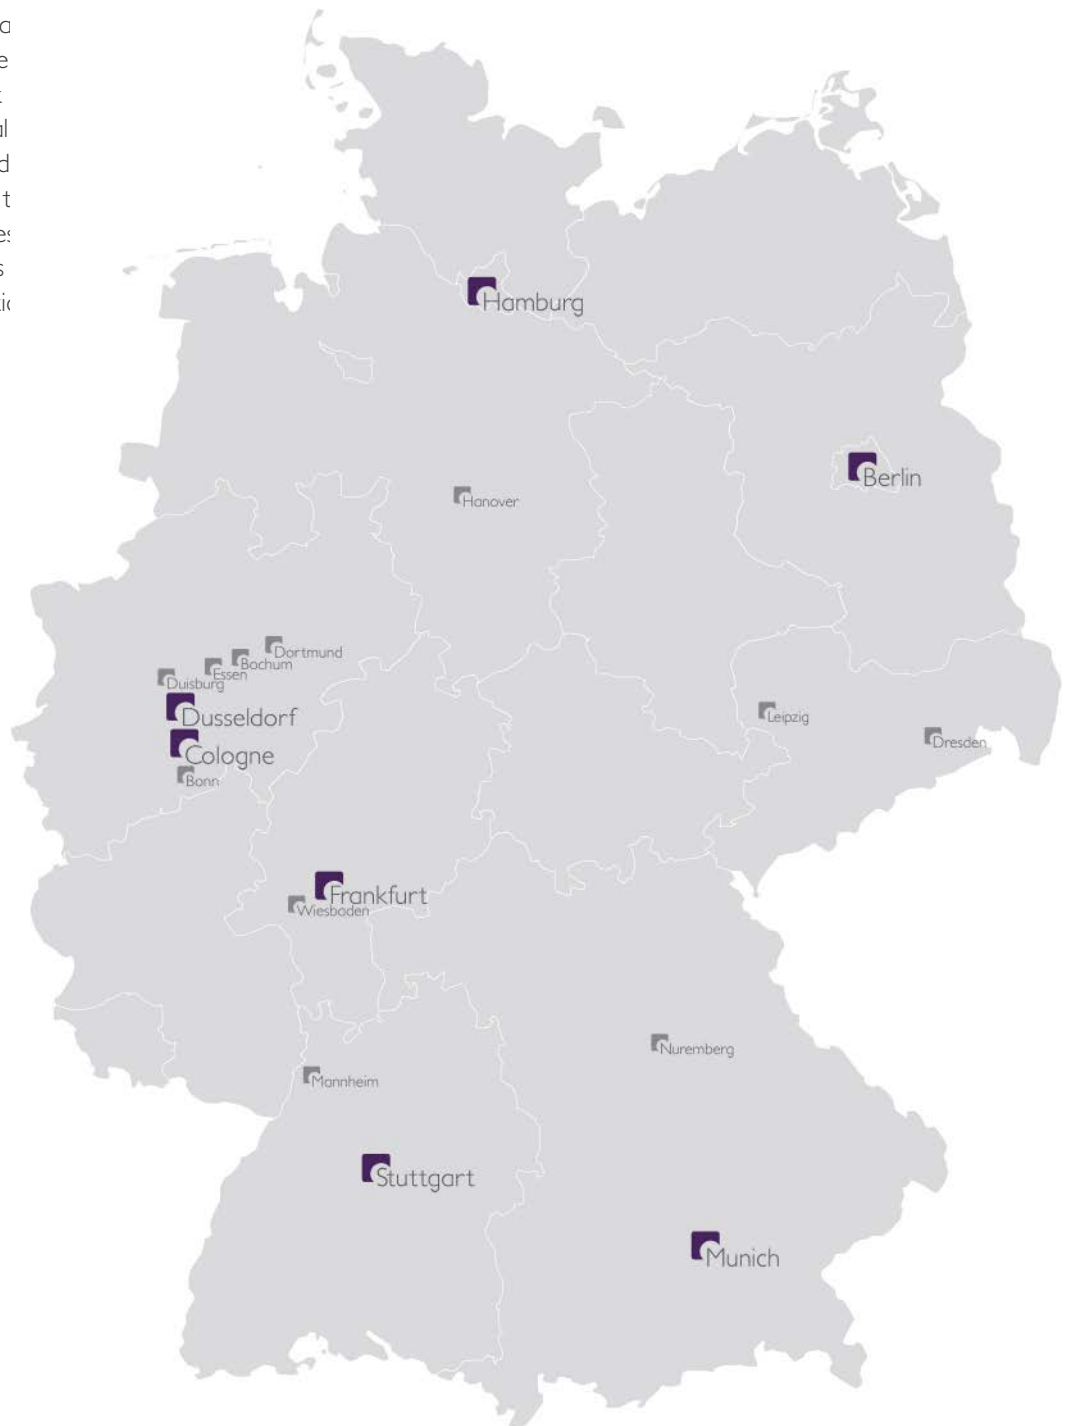 Hamburg
Berlin
Hanover
Dortmund
Bochum
Essen
Duisburg
Dusseldorf
Leipzig
Dresden
Cologne
Bonn
Frankfurt
Wiesbaden
Nuremberg
Mannheim
Stuttgart
Munich